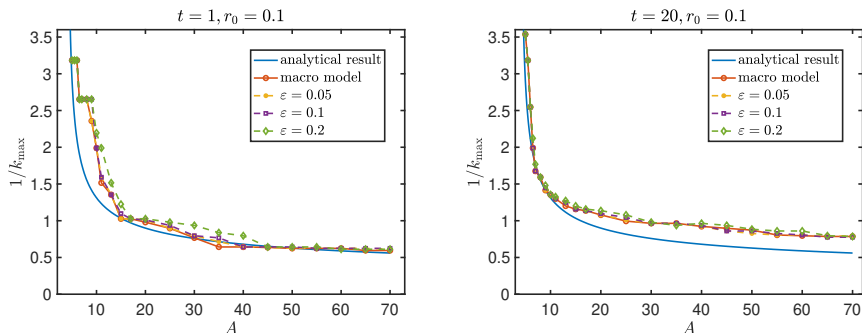 t = 1, r₀ = 0.1
3.5
3
2.5
2
1.5
1
0.5
0
1/k_max
10 20 30 40 50 60 70
A
analytical result
macro model
ε = 0.05
ε = 0.1
ε = 0.2
t = 20, r₀ = 0.1
3.5
3
2.5
2
1.5
1
0.5
0
1/k_max
10 20 30 40 50 60 70
A
analytical result
macro model
ε = 0.05
ε = 0.1
ε = 0.2